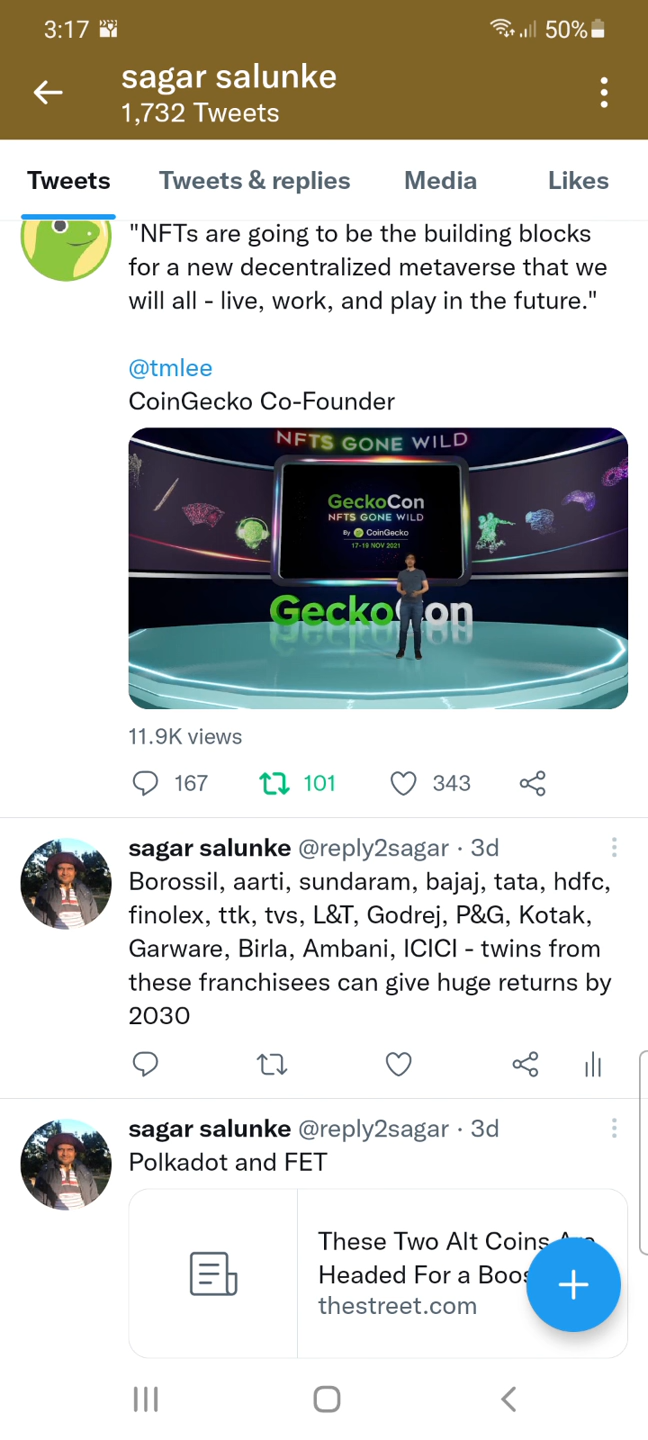 3:17
50%
sagar salunke
1,732 Tweets
Tweets
Tweets & replies
Media
Likes
"NFTs are going to be the building blocks
for a new decentralized metaverse that we
will all - live, work, and play in the future."
@tmlee
CoinGecko Co-Founder
NFTS GONE WILD
GeckoCon
NFTS GONE WILD
By CoinGecko
17-19 NOV 2021
Gecko on
11.9K views
167
101
343
sagar salunke @reply2sagar · 3d
Borossil, aarti, sundaram, bajaj, tata, hdfc,
finolex, ttk, tvs, L&T, Godrej, P&G, Kotak,
Garware, Birla, Ambani, ICICI - twins from
these franchisees can give huge returns by
2030
sagar salunke @reply2sagar · 3d
Polkadot and FET
These Two Alt Coins
Headed For a
thestreet.com